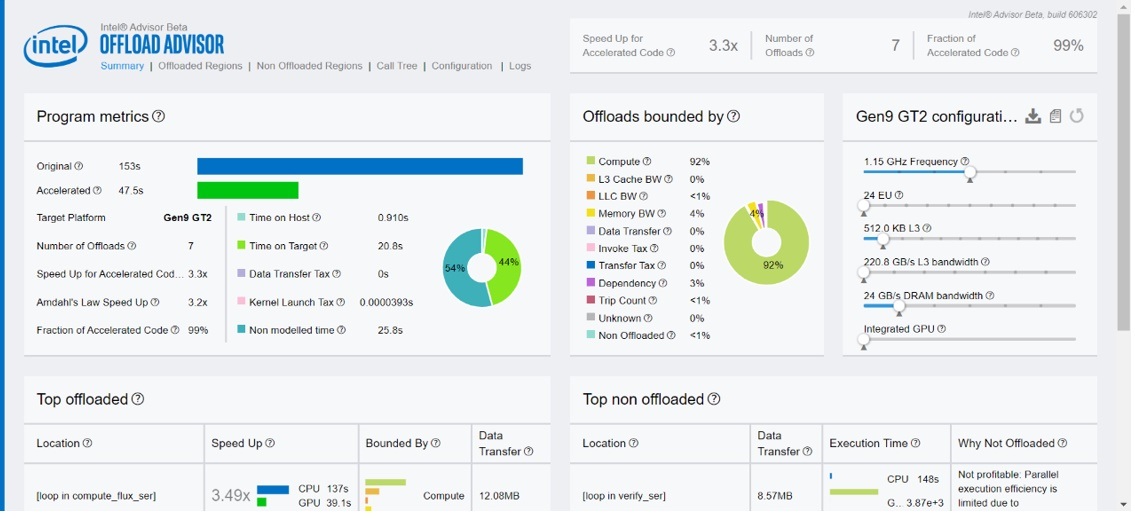 Intel® Advisor Beta, build 606302
intel
Intel® Advisor Beta
OFFLOAD ADVISOR
Summary | Offloaded Regions | Non Offloaded Regions | Call Tree | Configuration | Logs
Speed Up for
Accelerated Code
3.3x
Number of
Offloads
7
Fraction of
Accelerated Code
99%
Program metrics
Original 153s
Accelerated 47.5s
Target Platform Gen9 GT2
Number of Offloads 7
Speed Up for Accelerated Cod... 3.3x
Amdahl's Law Speed Up 3.2x
Fraction of Accelerated Code 99%
Time on Host 0.910s
Time on Target 20.8s
Data Transfer Tax 0s
Kernel Launch Tax 0.0000393s
Non modelled time 25.8s
54%
44%
Offloads bounded by
Compute 92%
L3 Cache BW 0%
LLC BW <1%
Memory BW 4%
Data Transfer 0%
Invoke Tax 0%
Transfer Tax 0%
Dependency 3%
Trip Count <1%
Unknown 0%
Non Offloaded <1%
4%
92%
Gen9 GT2 configurati...
1.15 GHz Frequency
24 EU
512.0 KB L3
220.8 GB/s L3 bandwidth
24 GB/s DRAM bandwidth
Integrated GPU
Top offloaded
Location
Speed Up
Bounded By
Data
Transfer
[loop in compute_flux_ser]
3.49x
CPU 137s
GPU 39.1s
Compute
12.08MB
Top non offloaded
Location
Data
Transfer
Execution Time
Why Not Offloaded
[loop in verify_ser]
8.57MB
CPU 148s
G... 3.87e+3
Not profitable: Parallel
execution efficiency is
limited due to